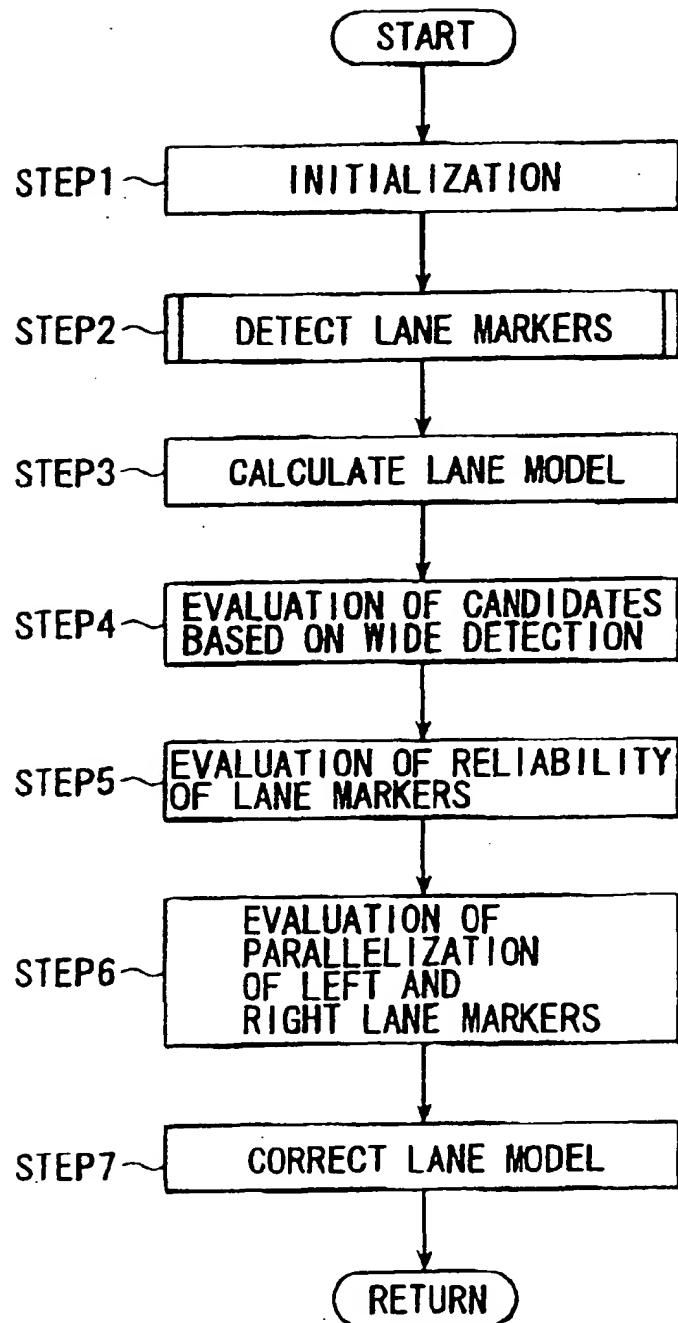 START
STEP1
INITIALIZATION
STEP2
DETECT LANE MARKERS
STEP3
CALCULATE LANE MODEL
STEP4
EVALUATION OF CANDIDATES
BASED ON WIDE DETECTION
STEP5
EVALUATION OF RELIABILITY
OF LANE MARKERS
STEP6
EVALUATION OF
PARALLELIZATION
OF LEFT AND
RIGHT LANE MARKERS
STEP7
CORRECT LANE MODEL
RETURN